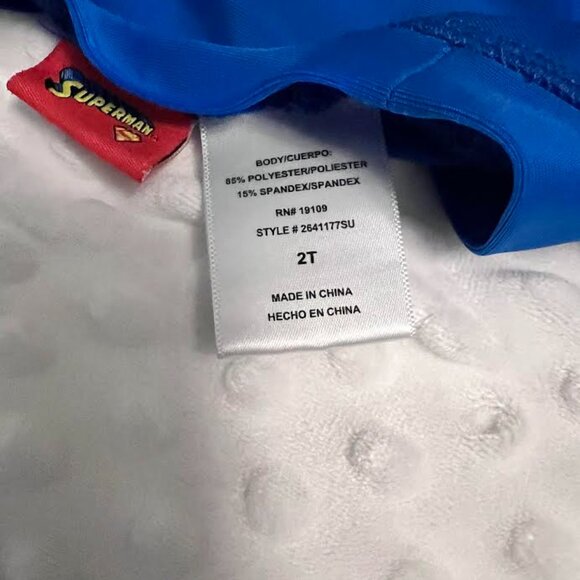 SUPERMAN
BODY/CUERPO:
85% POLYESTER/POLIESTER
15% SPANDEX/SPANDEX
RN# 19109
STYLE # 2641177SU
2T
MADE IN CHINA
HECHO EN CHINA